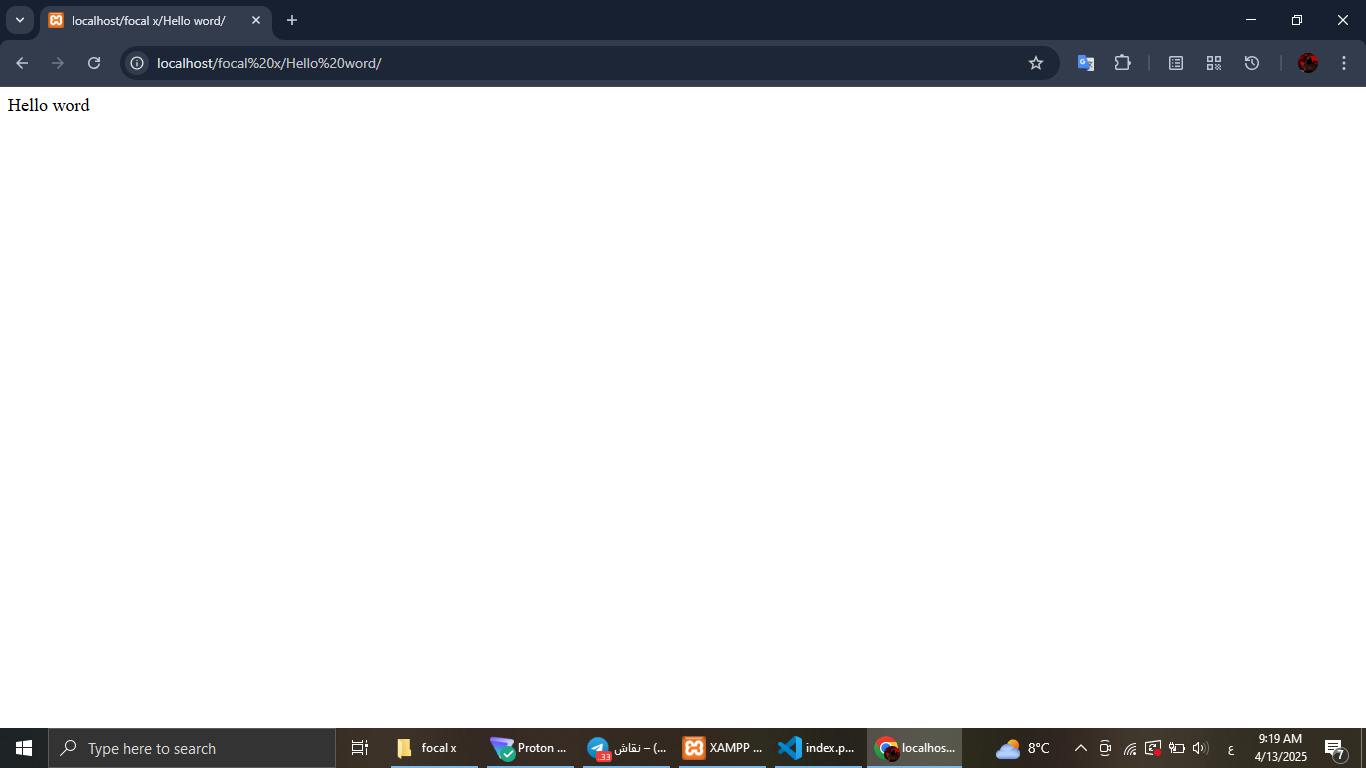 localhost/focal x/Hello word/
localhost/focal%20x/Hello%20word/
Hello word
Type here to search
focal x
Proton ...
33
نقاش – (...
XAMPP ...
index.p...
localhos...
8°C
ع
9:19 AM
4/13/2025
7